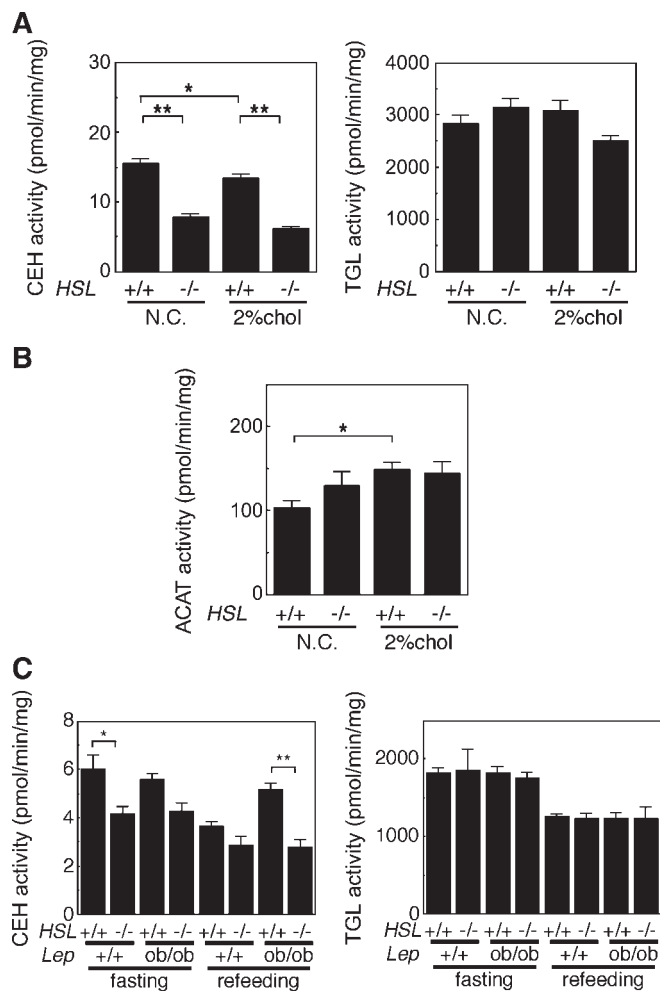 A
CEH activity (pmol/min/mg)
30
20
10
0
*
**
**
HSL +/+ -/- +/+ -/-
N.C. 2%chol
TGL activity (pmol/min/mg)
4000
3000
2000
1000
0
HSL +/+ -/- +/+ -/-
N.C. 2%chol
B
ACAT activity (pmol/min/mg)
200
100
0
*
HSL +/+ -/- +/+ -/-
N.C. 2%chol
C
CEH activity (pmol/min/mg)
8
6
4
2
0
*
**
HSL +/+ -/- +/+ -/- +/+ -/- +/+ -/-
Lep +/+ ob/ob +/+ ob/ob
fasting refeeding
TGL activity (pmol/min/mg)
2000
1000
0
HSL +/+ -/- +/+ -/- +/+ -/- +/+ -/-
Lep +/+ ob/ob +/+ ob/ob
fasting refeeding